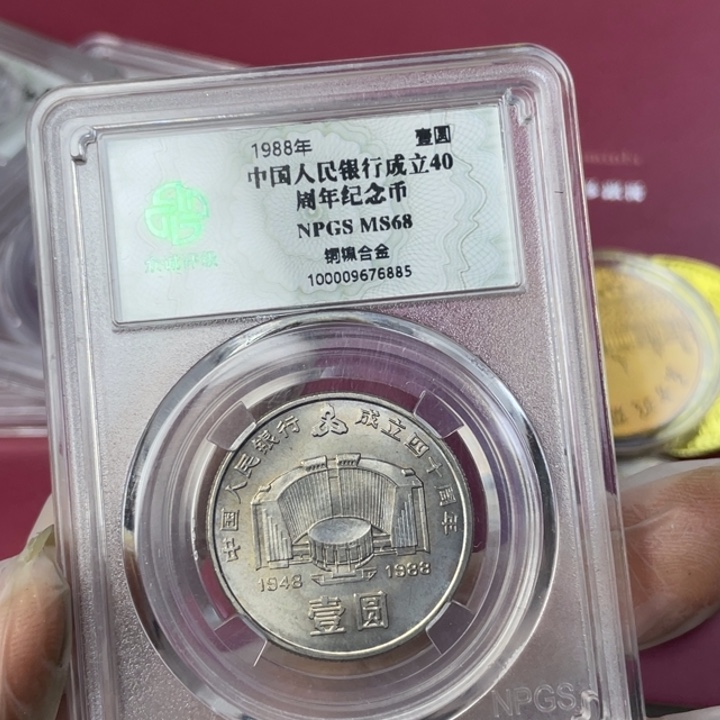 1988年
壹圆
中国人民银行成立40
周年纪念币
NPGS MS68
铜镍合金
100009676885
中国人民银行
成立四十周年
1948
1988
壹圆
NPGS